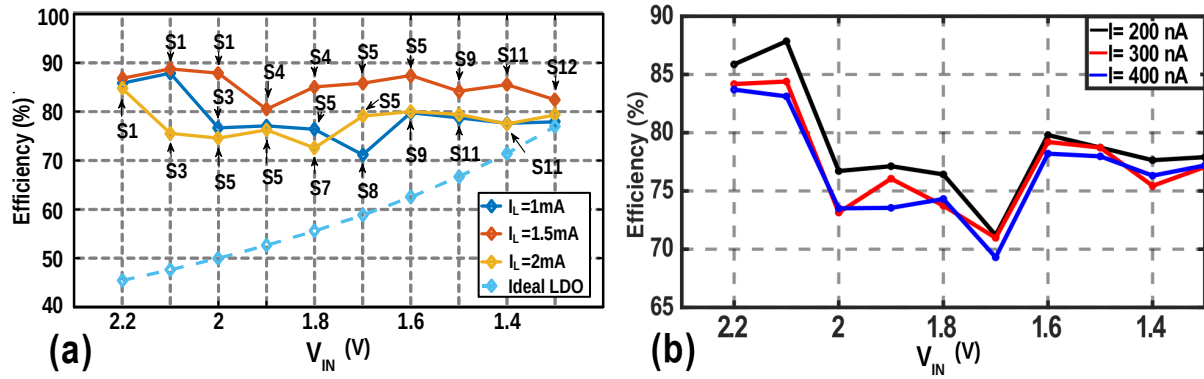 100
90
80
70
60
50
40
Efficiency (%)
S1
S1
S4
S4
S5
S5
S9
S11
S12
S3
S5
S5
S1
S3
S5
S5
S7
S8
S9
S11
S11
I_L=1mA
I_L=1.5mA
I_L=2mA
Ideal LDO
2.2
2
1.8
1.6
1.4
V_IN (V)
(a)
90
85
80
75
70
65
Efficiency (%)
I= 200 nA
I= 300 nA
I= 400 nA
2.2
2
1.8
1.6
1.4
V_IN (V)
(b)